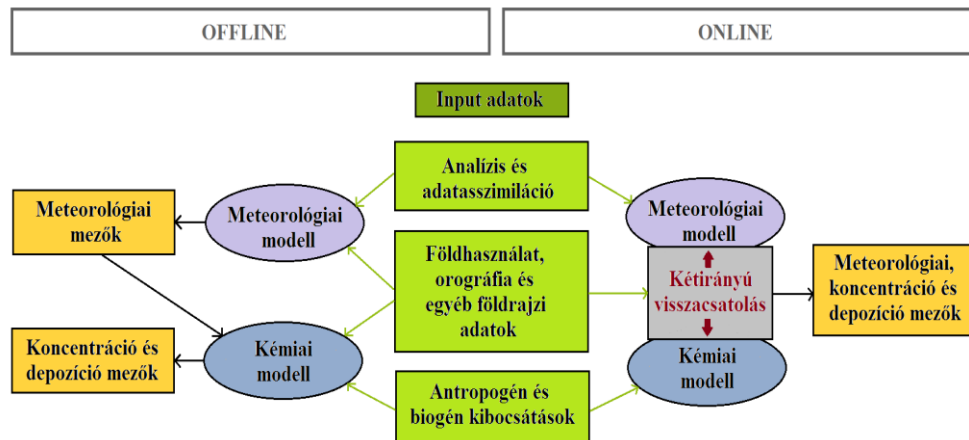 OFFLINE
ONLINE
Input adatok
Analízis és
adatasszimiláció
Meteorológiai
mezők
Meteorológiai
modell
Meteorológiai
modell
Földhasználat,
orográfia és
egyéb földrajzi
adatok
Kétirányú
visszacsatolás
Meteorológiai,
koncentráció és
depozíció mezők
Koncentráció és
depozíció mezők
Kémiai
modell
Kémiai
modell
Antropogén és
biogén kibocsátások